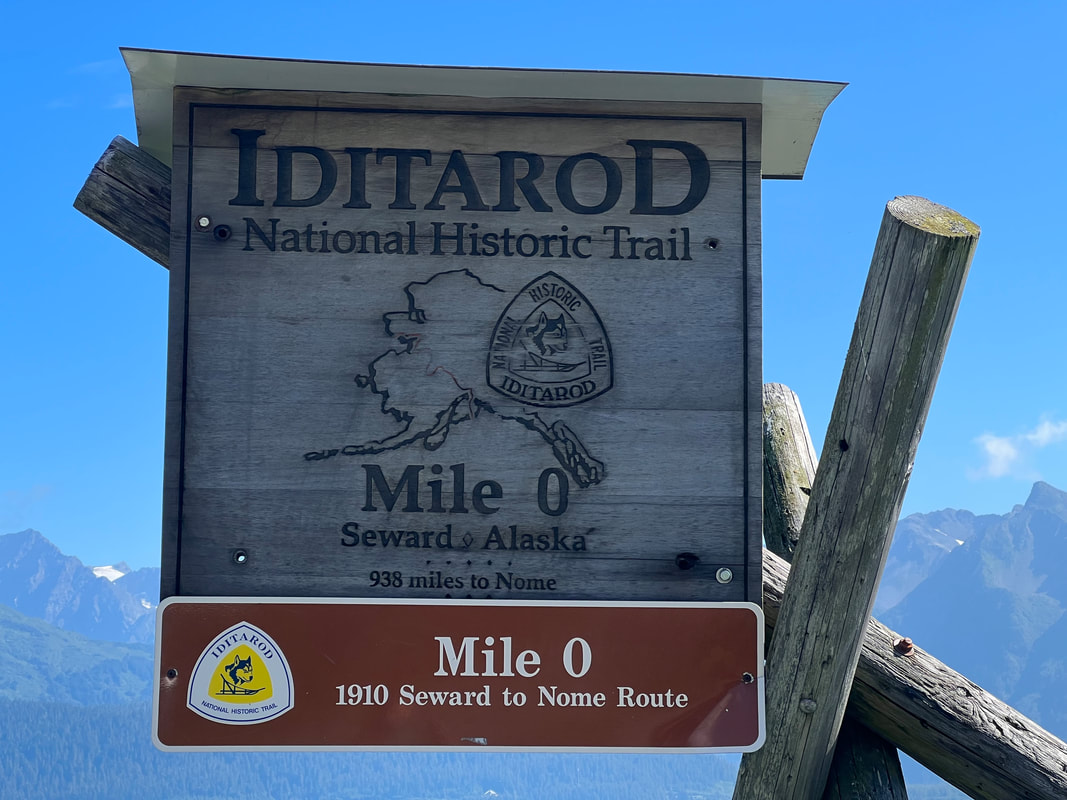 IDITAROD
National Historic Trail
NATIONAL HISTORIC TRAIL
IDITAROD
Mile 0
Seward ◊ Alaska
938 miles to Nome
IDITAROD
NATIONAL HISTORIC TRAIL
Mile 0
1910 Seward to Nome Route